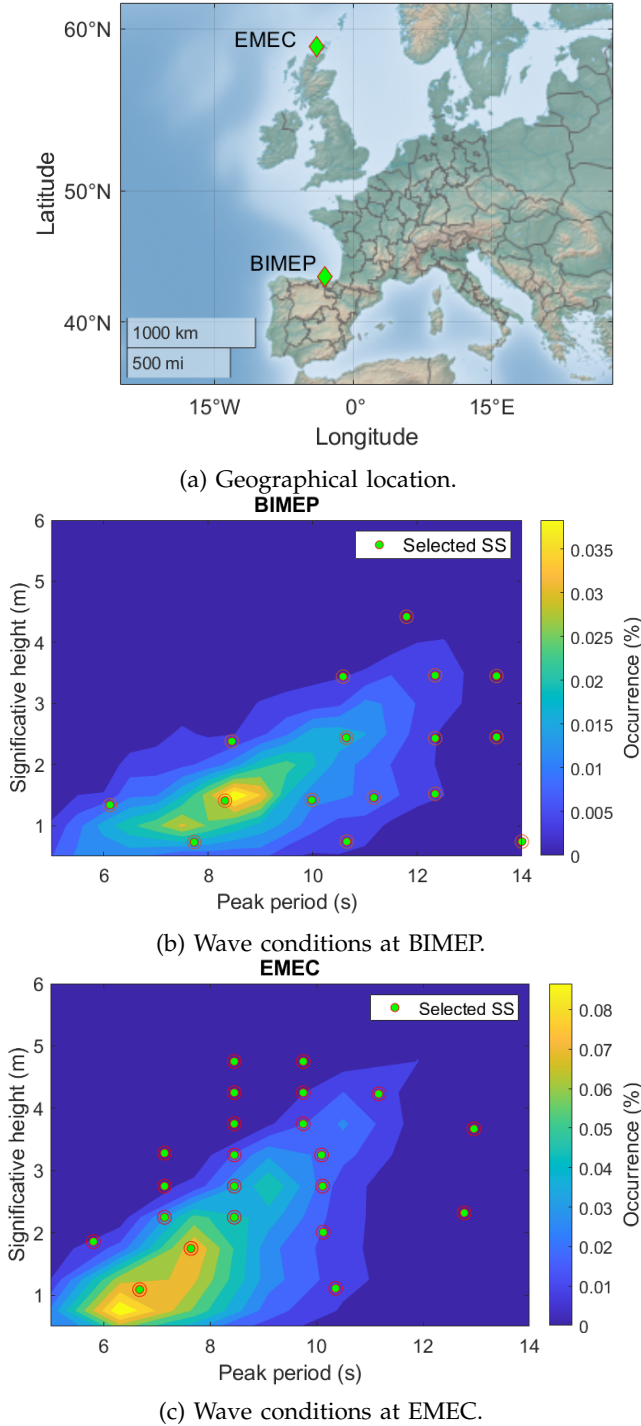 60°N
EMEC
50°N
Latitude
BIMEP
40°N
1000 km
500 mi
15°W 0° 15°E
Longitude
(a) Geographical location.
BIMEP
6
Selected SS
5
4
3
2
1
Significative height (m)
6 8 10 12 14
Peak period (s)
0.035
0.03
0.025
0.02
0.015
0.01
0.005
0
Occurrence (%)
(b) Wave conditions at BIMEP.
EMEC
6
Selected SS
5
4
3
2
1
Significative height (m)
6 8 10 12 14
Peak period (s)
0.08
0.07
0.06
0.05
0.04
0.03
0.02
0.01
0
Occurrence (%)
(c) Wave conditions at EMEC.